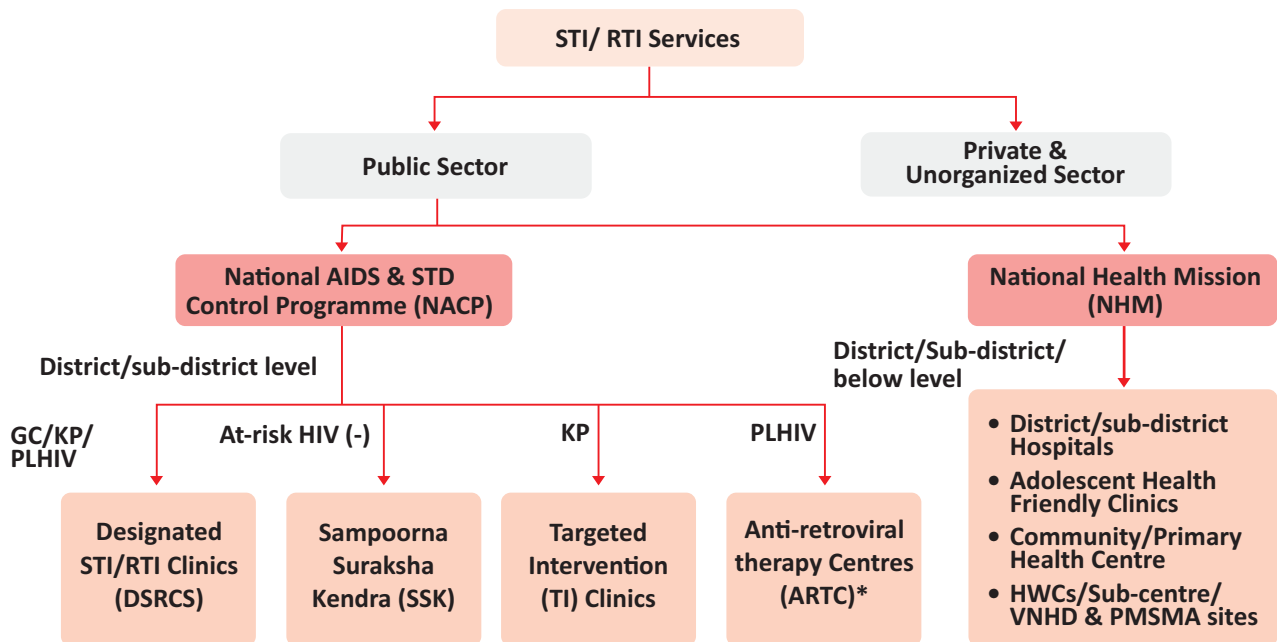 STI/ RTI Services
Public Sector
Private &
Unorganized Sector
National AIDS & STD
Control Programme (NACP)
National Health Mission
(NHM)
District/sub-district level
District/Sub-district/
below level
GC/KP/
PLHIV
At-risk HIV (-)
KP
PLHIV
Designated
STI/RTI Clinics
(DSRCS)
Sampoorna
Suraksha
Kendra (SSK)
Targeted
Intervention
(TI) Clinics
Anti-retroviral
therapy Centres
(ARTC)*
• District/sub-district
Hospitals
• Adolescent Health
Friendly Clinics
• Community/Primary
Health Centre
• HWCs/Sub-centre/
VNHD & PMSMA sites